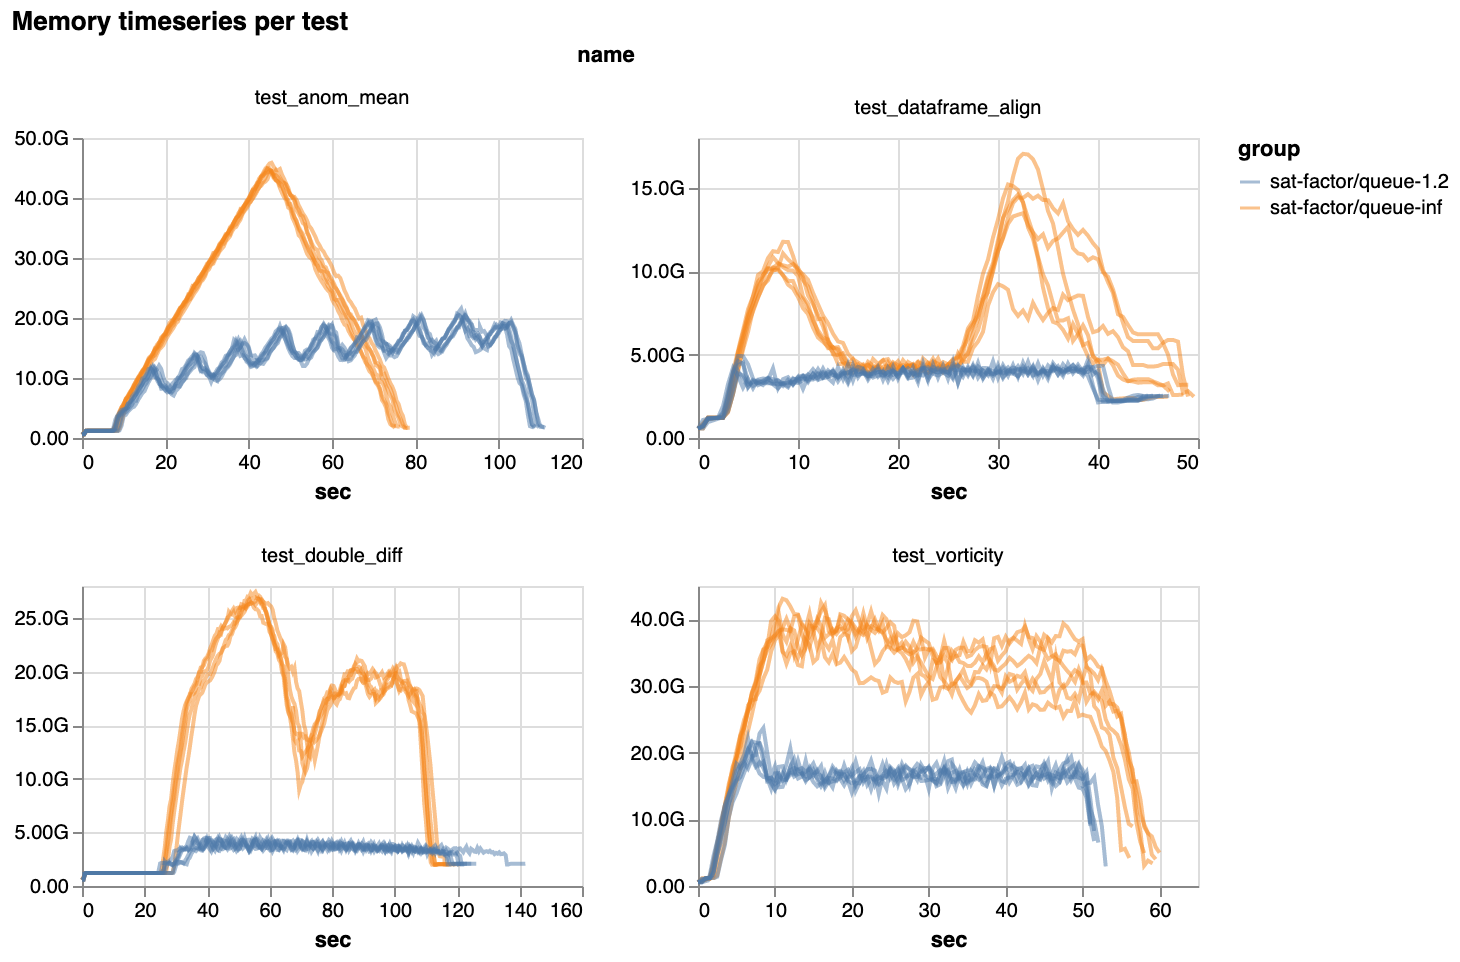 Memory timeseries per test
name
test_anom_mean
50.0G
40.0G
30.0G
20.0G
10.0G
0.00
0 20 40 60 80 100 120
sec
test_dataframe_align
15.0G
10.0G
5.00G
0.00
0 10 20 30 40 50
sec
group
sat-factor/queue-1.2
sat-factor/queue-inf
test_double_diff
25.0G
20.0G
15.0G
10.0G
5.00G
0.00
0 20 40 60 80 100 120 140 160
sec
test_vorticity
40.0G
30.0G
20.0G
10.0G
0.00
0 10 20 30 40 50 60
sec